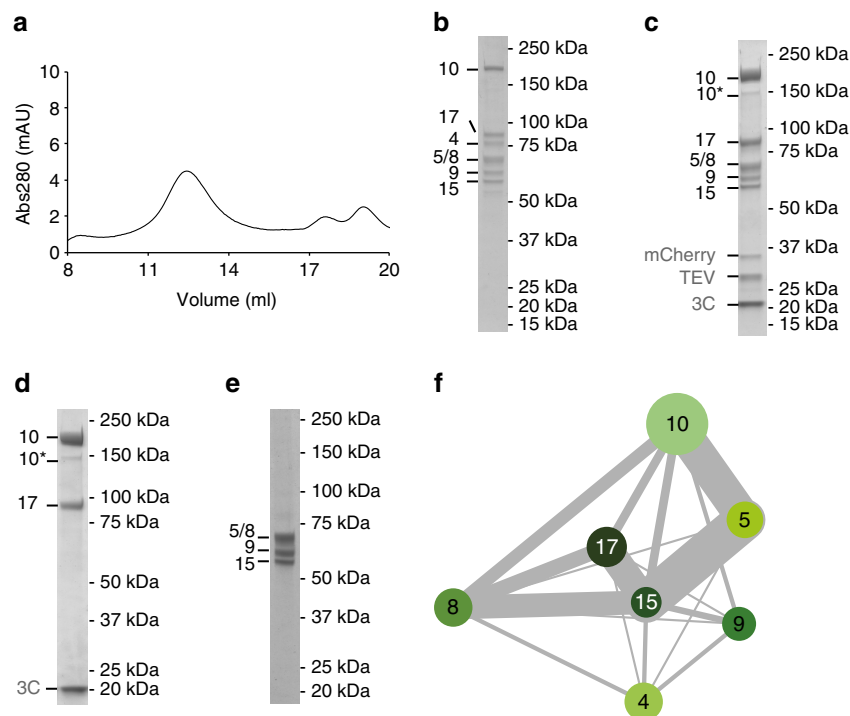 a
10
8
6
4
2
0
Abs280 (mAU)
8 11 14 17 20
Volume (ml)
b
10
17
4
5/8
9
15
- 250 kDa
- 150 kDa
- 100 kDa
- 75 kDa
- 50 kDa
- 37 kDa
- 25 kDa
- 20 kDa
- 15 kDa
c
10
10*
17
5/8
9
15
mCherry
TEV
3C
- 250 kDa
- 150 kDa
- 100 kDa
- 75 kDa
- 50 kDa
- 37 kDa
- 25 kDa
- 20 kDa
- 15 kDa
d
10
10*
17
3C
- 250 kDa
- 150 kDa
- 100 kDa
- 75 kDa
- 50 kDa
- 37 kDa
- 25 kDa
- 20 kDa
e
5/8
9
15
- 250 kDa
- 150 kDa
- 100 kDa
- 75 kDa
- 50 kDa
- 37 kDa
- 25 kDa
- 20 kDa
f
10
5
17
15
8
9
4